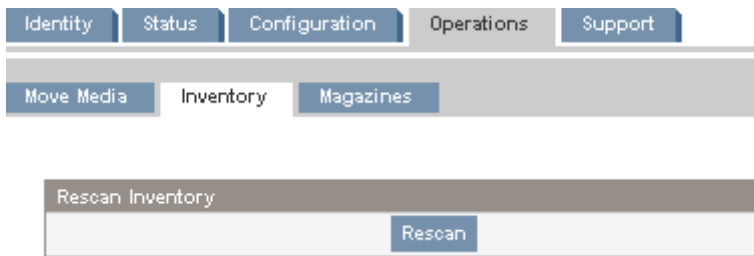 Identity Status Configuration Operations Support
Move Media Inventory Magazines
Rescan Inventory
Rescan